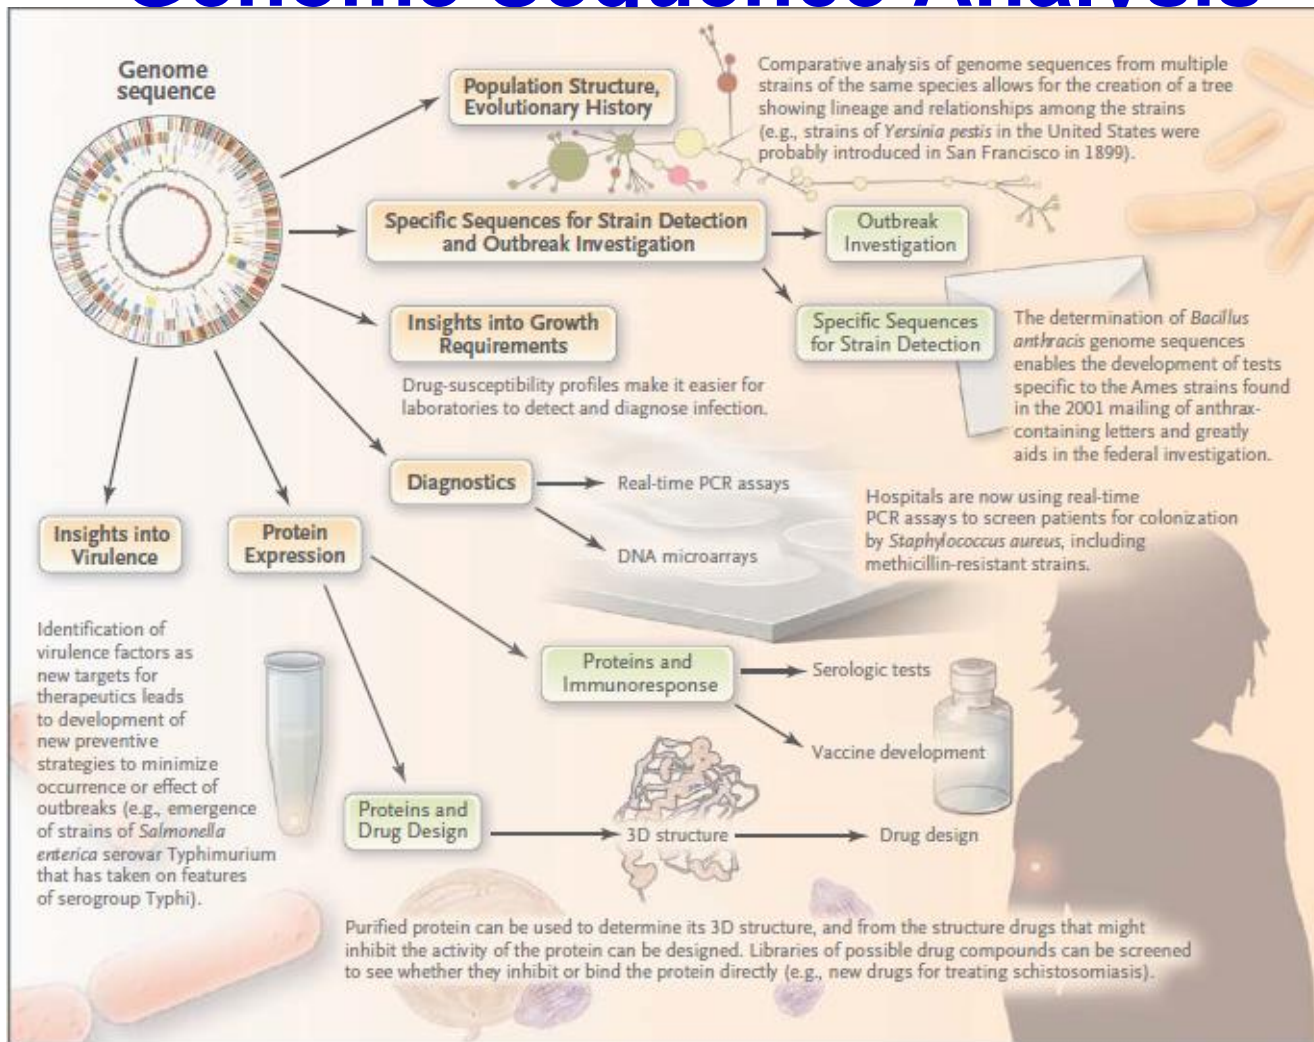 Genome Sequence Analysis
Genome
sequence
Population Structure,
Evolutionary History
Comparative analysis of genome sequences from multiple
strains of the same species allows for the creation of a tree
showing lineage and relationships among the strains
(e.g., strains of Yersinia pestis in the United States were
probably introduced in San Francisco in 1899).
Specific Sequences for Strain Detection
and Outbreak Investigation
Outbreak
Investigation
Insights into Growth
Requirements
Specific Sequences
for Strain Detection
The determination of Bacillus
anthracis genome sequences
enables the development of tests
specific to the Ames strains found
in the 2001 mailing of anthrax-
containing letters and greatly
aids in the federal investigation.
Drug-susceptibility profiles make it easier for
laboratories to detect and diagnose infection.
Diagnostics
Real-time PCR assays
DNA microarrays
Hospitals are now using real-time
PCR assays to screen patients for colonization
by Staphylococcus aureus, including
methicillin-resistant strains.
Insights into
Virulence
Protein
Expression
Identification of
virulence factors as
new targets for
therapeutics leads
to development of
new preventive
strategies to minimize
occurrence or effect of
outbreaks (e.g., emergence
of strains of Salmonella
enterica serovar Typhimurium
that has taken on features
of serogroup Typhi).
Proteins and
Immunoresponse
Serologic tests
Vaccine development
Proteins and
Drug Design
3D structure
Drug design
Purified protein can be used to determine its 3D structure, and from the structure drugs that might
inhibit the activity of the protein can be designed. Libraries of possible drug compounds can be screened
to see whether they inhibit or bind the protein directly (e.g., new drugs for treating schistosomiasis).